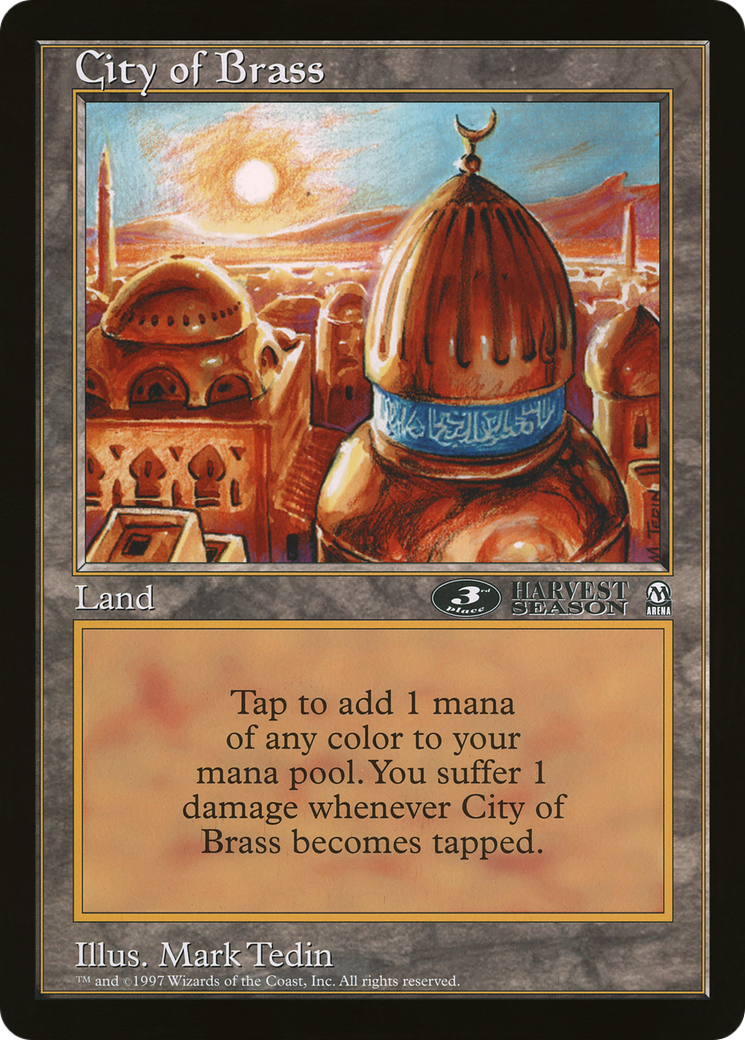 City of Brass
M TEDIN
Land
3rd place
HARVEST SEASON
ARENA
Tap to add 1 mana
of any color to your
mana pool. You suffer 1
damage whenever City of
Brass becomes tapped.
Illus. Mark Tedin
™ and ©1997 Wizards of the Coast, Inc. All rights reserved.